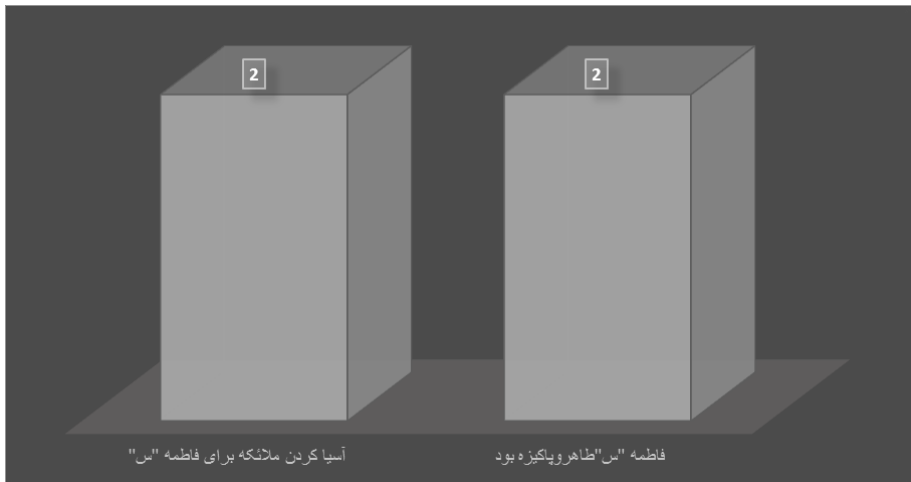 2
2
فاطمه "س"طاهروپاکیزه بود
آسیا کردن ملائکه برای فاطمه "س"